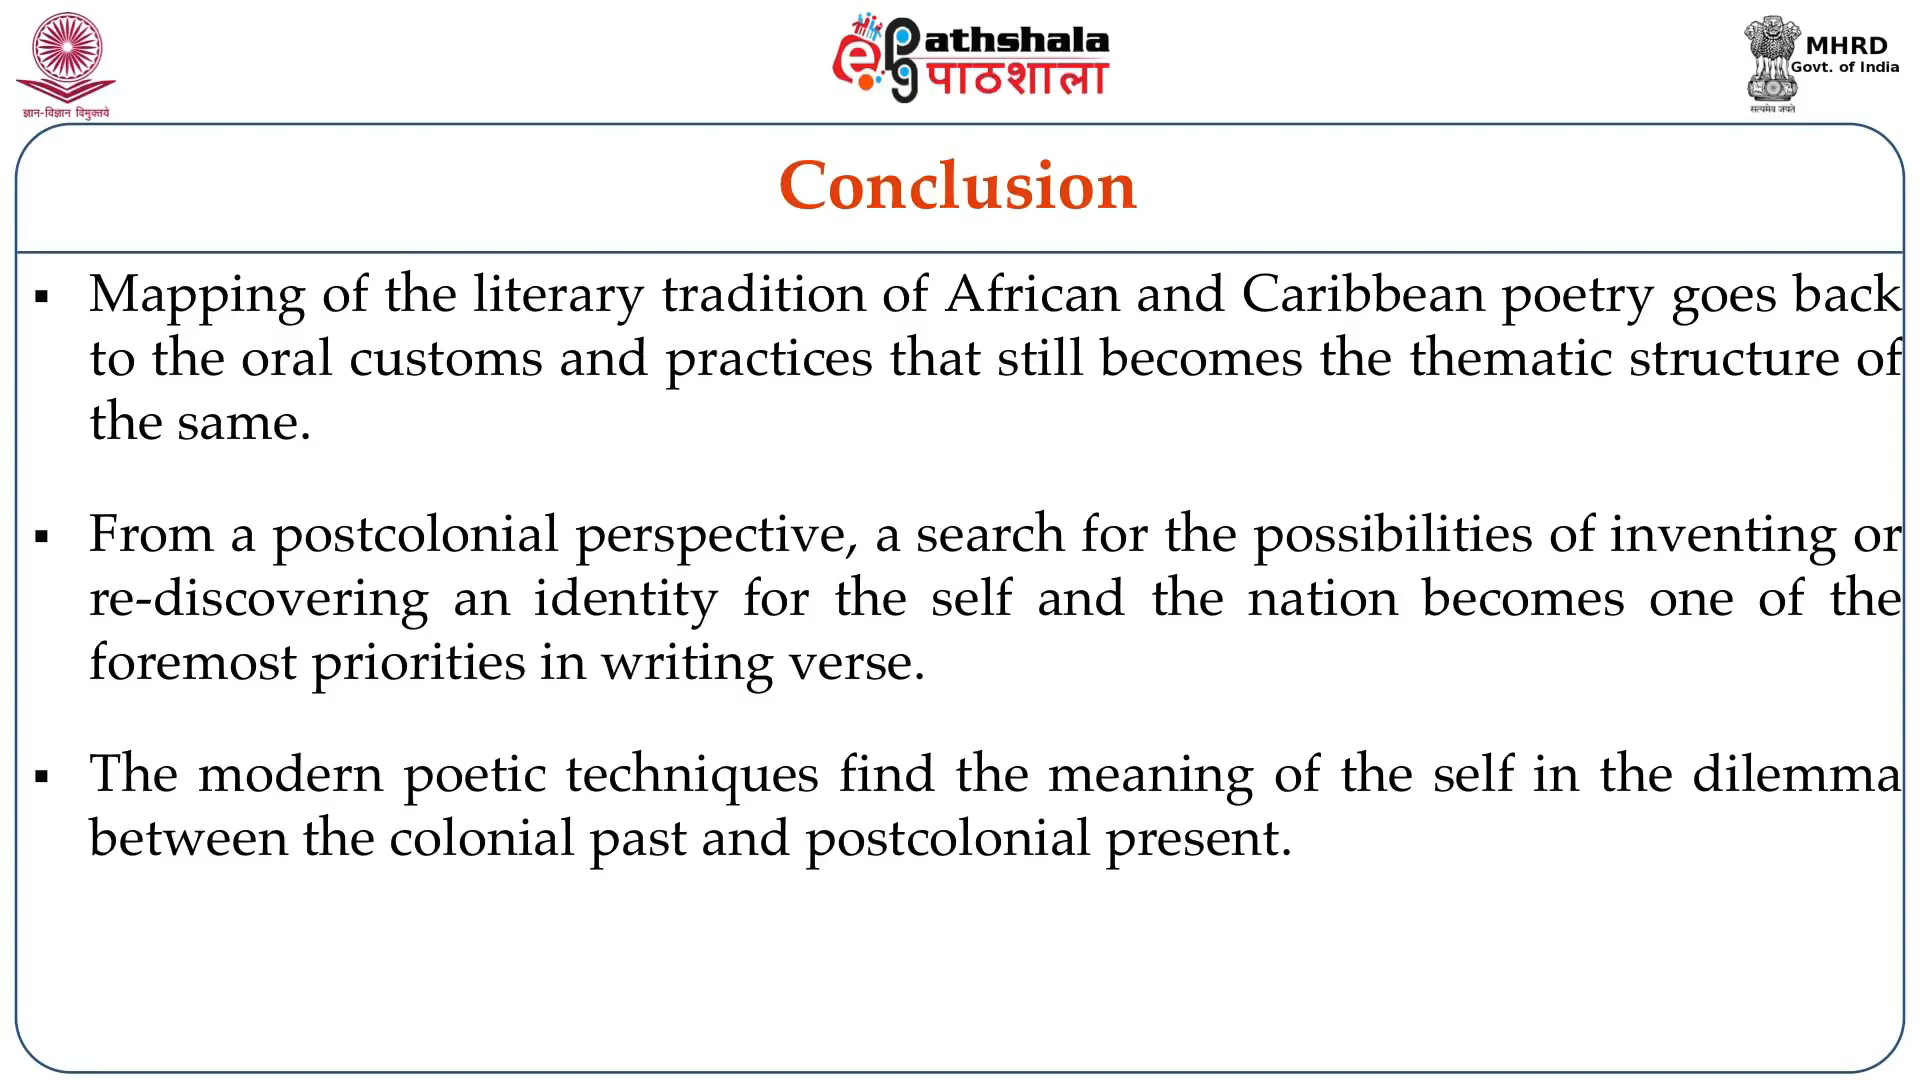 ज्ञान-विज्ञान विमुक्तये
e Pathshala
pg पाठशाला
MHRD
Govt. of India
सत्यमेव जयते
Conclusion
▪ Mapping of the literary tradition of African and Caribbean poetry goes back
to the oral customs and practices that still becomes the thematic structure of
the same.
▪ From a postcolonial perspective, a search for the possibilities of inventing or
re-discovering an identity for the self and the nation becomes one of the
foremost priorities in writing verse.
▪ The modern poetic techniques find the meaning of the self in the dilemma
between the colonial past and postcolonial present.